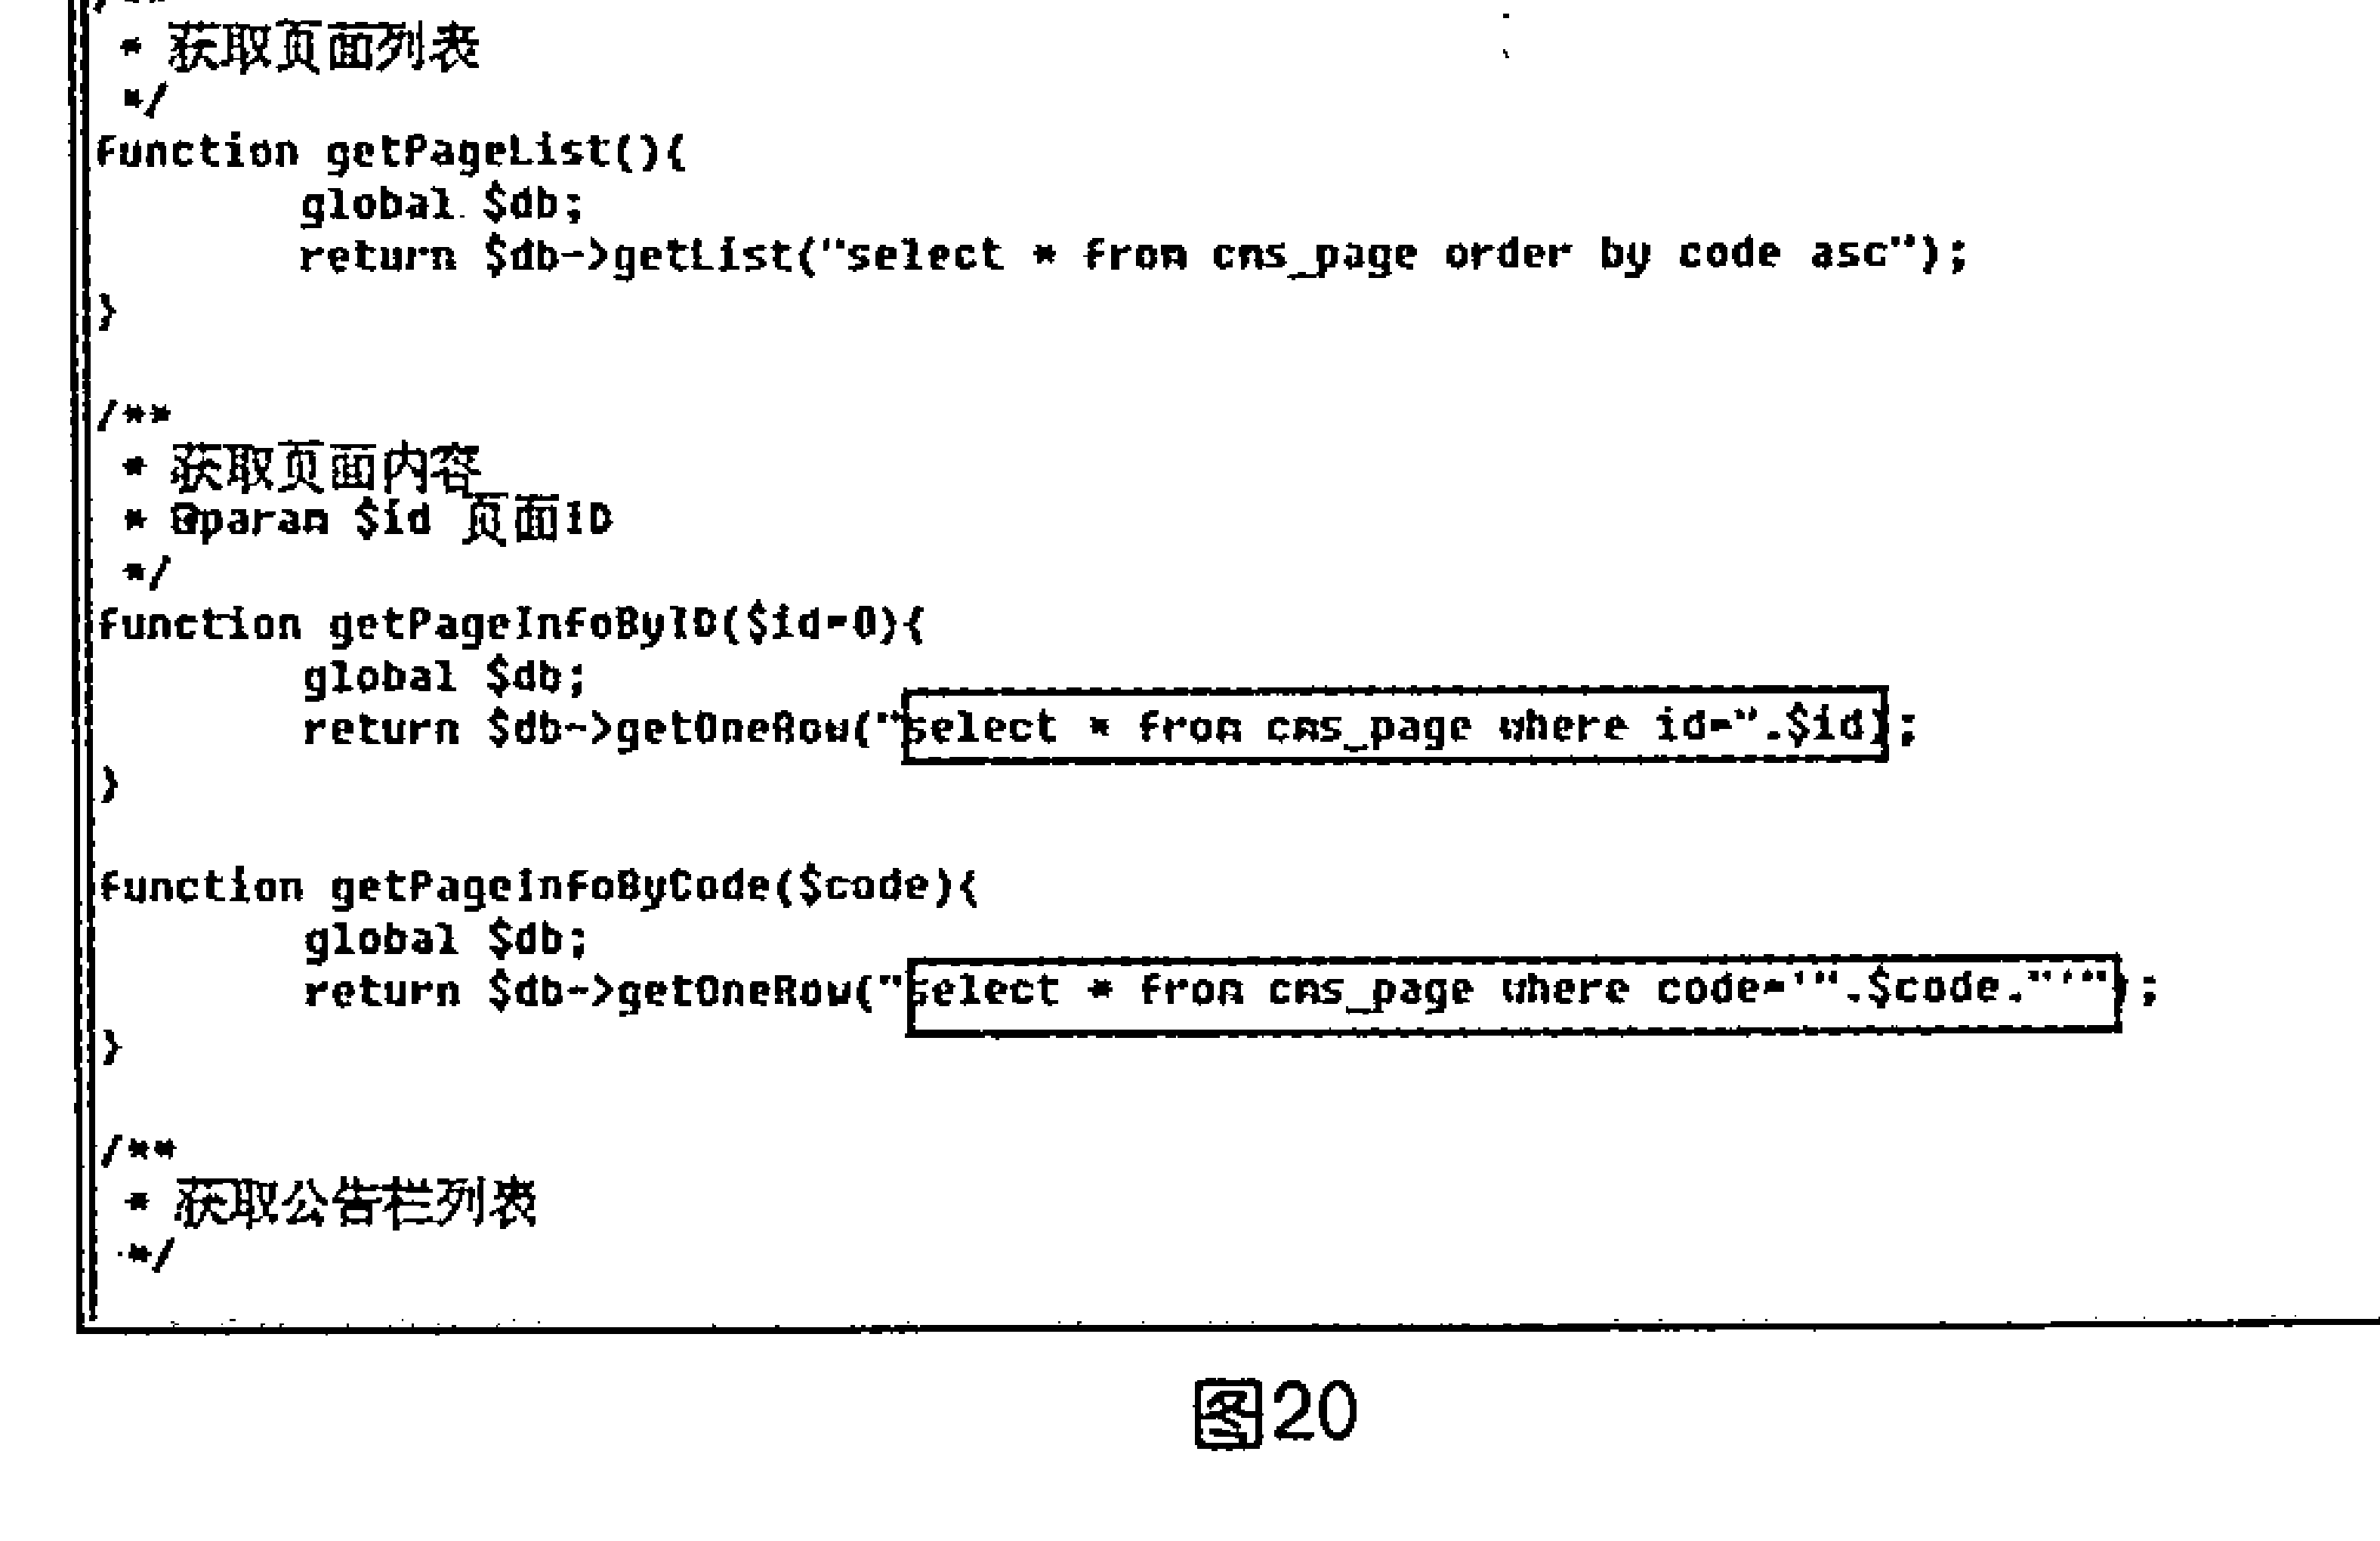 * 获取页面列表
*/
function getPageList(){
global $db;
return $db->getList("select * from cms_page order by code asc");
}
/**
* 获取页面内容
* @param $id 页面ID
*/
function getPageInfoByID($id=0){
global $db;
return $db->getOneRow("select * from cms_page where id=".$id);
}
function getPageInfoByCode($code){
global $db;
return $db->getOneRow("select * from cms_page where code='".$code."'");
}
/**
* 获取公告栏列表
*/
图20